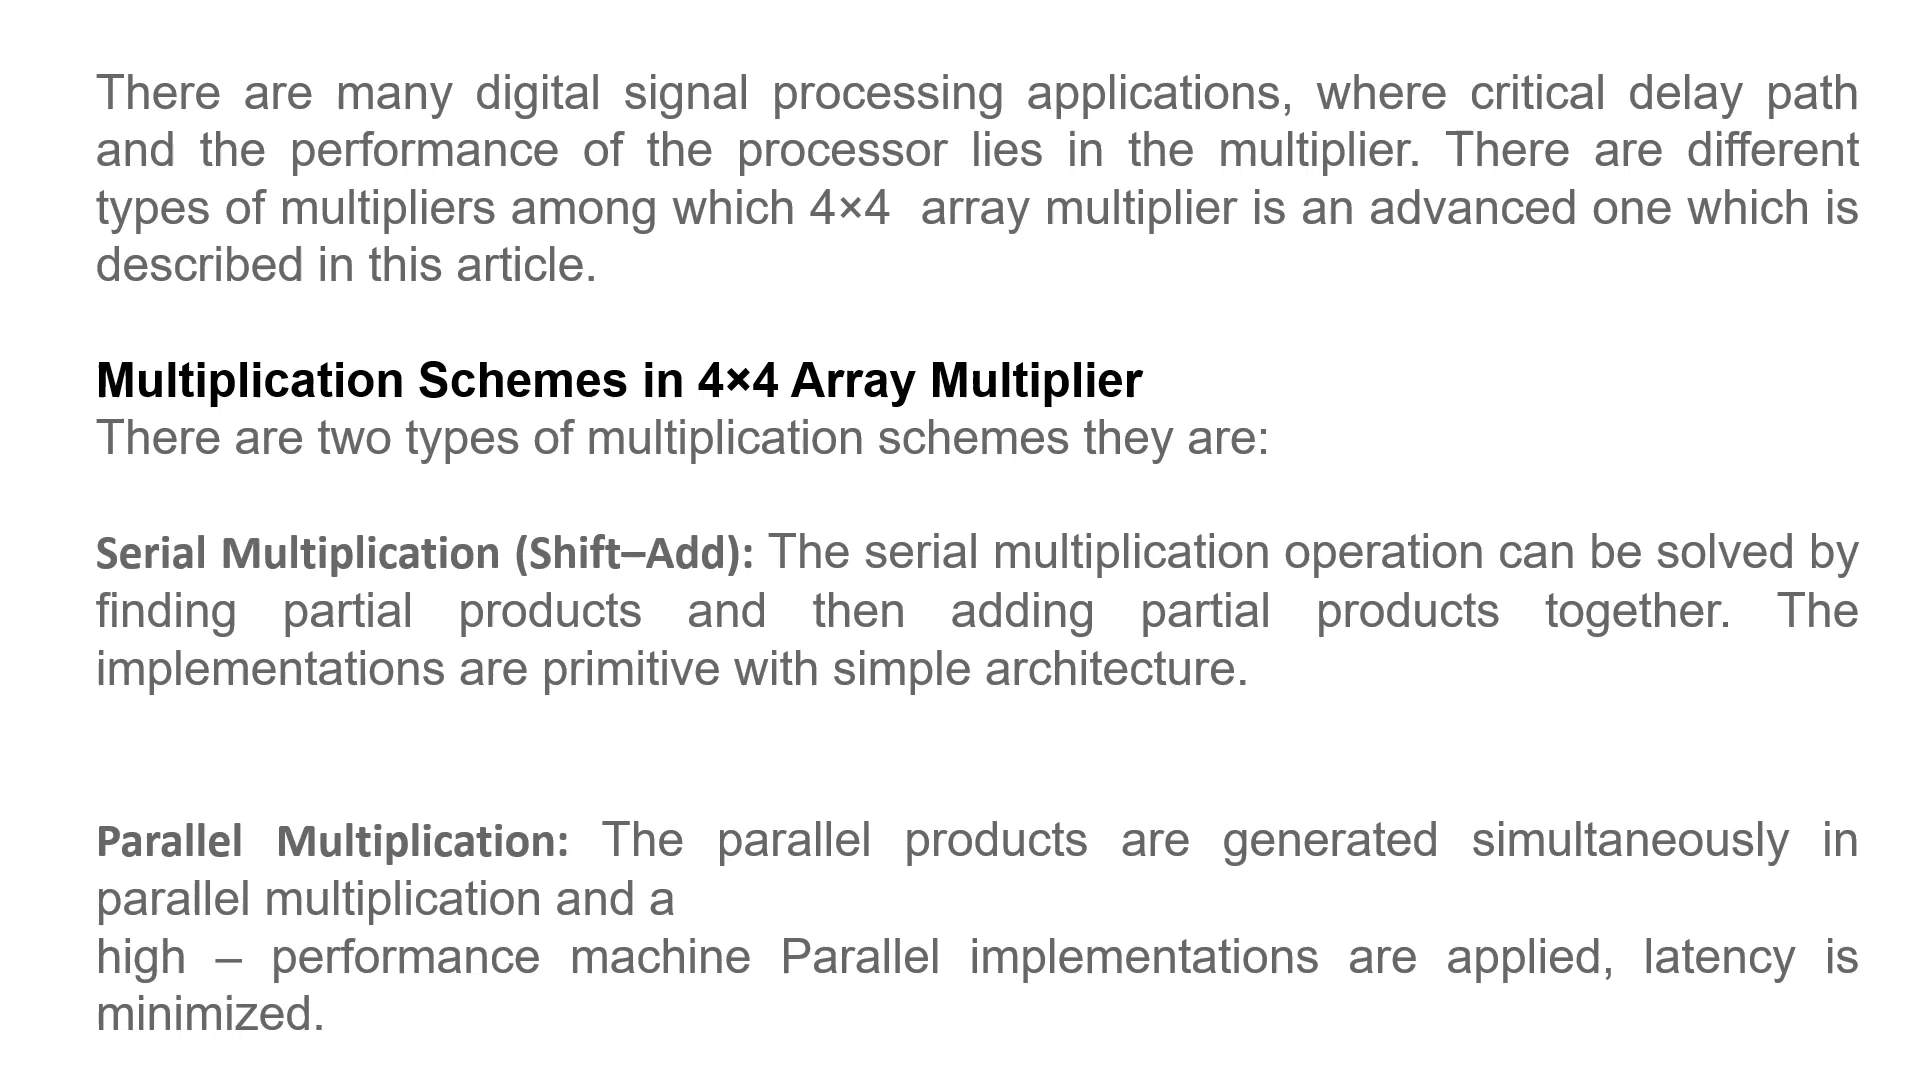 There are many digital signal processing applications, where critical delay path
and the performance of the processor lies in the multiplier. There are different
types of multipliers among which 4×4  array multiplier is an advanced one which is
described in this article.
Multiplication Schemes in 4×4 Array Multiplier
There are two types of multiplication schemes they are:
Serial Multiplication (Shift–Add): The serial multiplication operation can be solved by
finding partial products and then adding partial products together. The
implementations are primitive with simple architecture.
Parallel Multiplication: The parallel products are generated simultaneously in
parallel multiplication and a
high – performance machine Parallel implementations are applied, latency is
minimized.